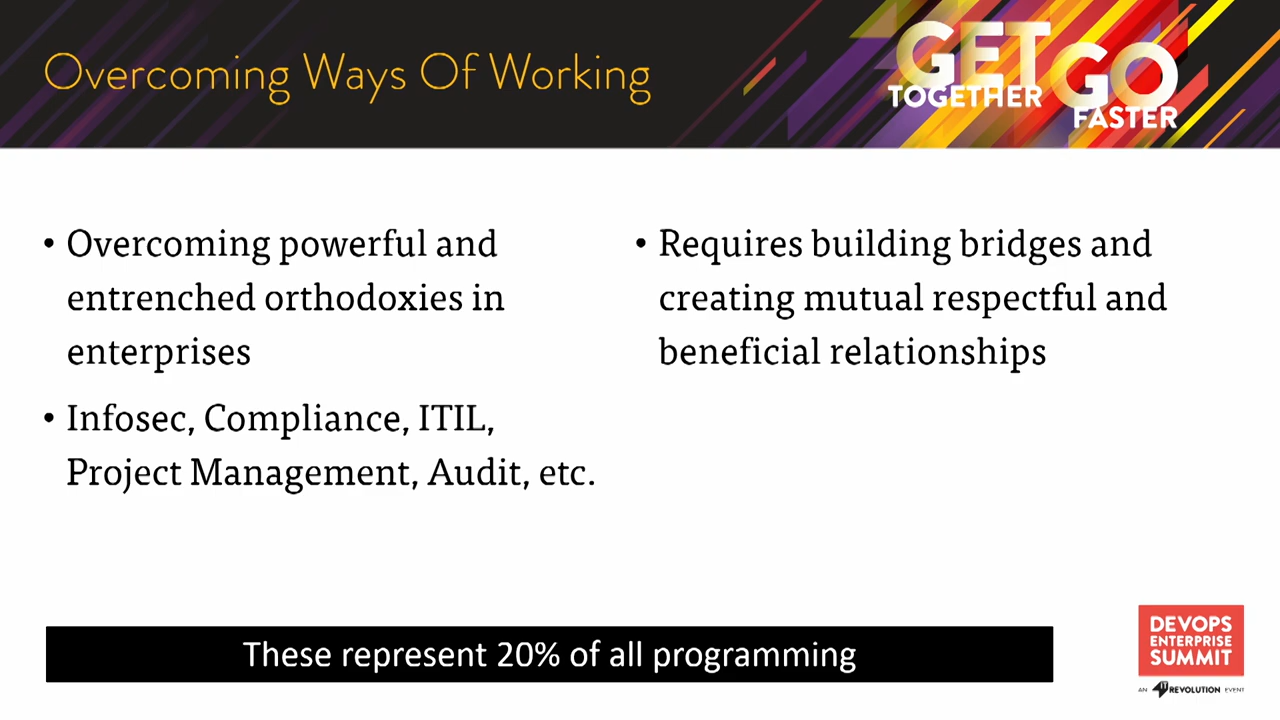 Overcoming Ways Of Working
GET
TOGETHER
GO
FASTER
• Overcoming powerful and
entrenched orthodoxies in
enterprises
• Infosec, Compliance, ITIL,
Project Management, Audit, etc.
• Requires building bridges and
creating mutual respectful and
beneficial relationships
These represent 20% of all programming
DEVOPS
ENTERPRISE
SUMMIT
AN IT REVOLUTION EVENT